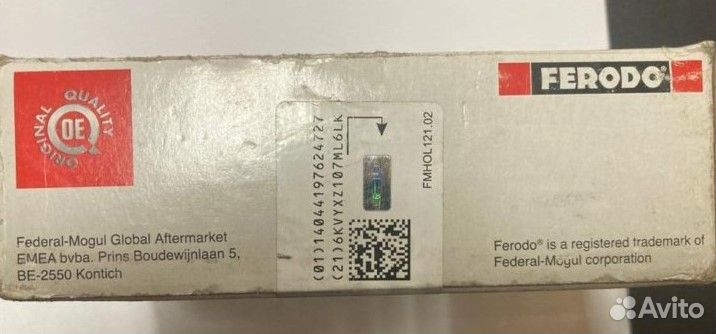 ORIGINAL QUALITY
OE
FERODO®
(01)14044197624727
(21)6KVYXZ107ML6LK
FMHOL121.02
Federal-Mogul Global Aftermarket
EMEA bvba. Prins Boudewijnlaan 5,
BE-2550 Kontich
Ferodo® is a registered trademark of
Federal-Mogul corporation
Avito